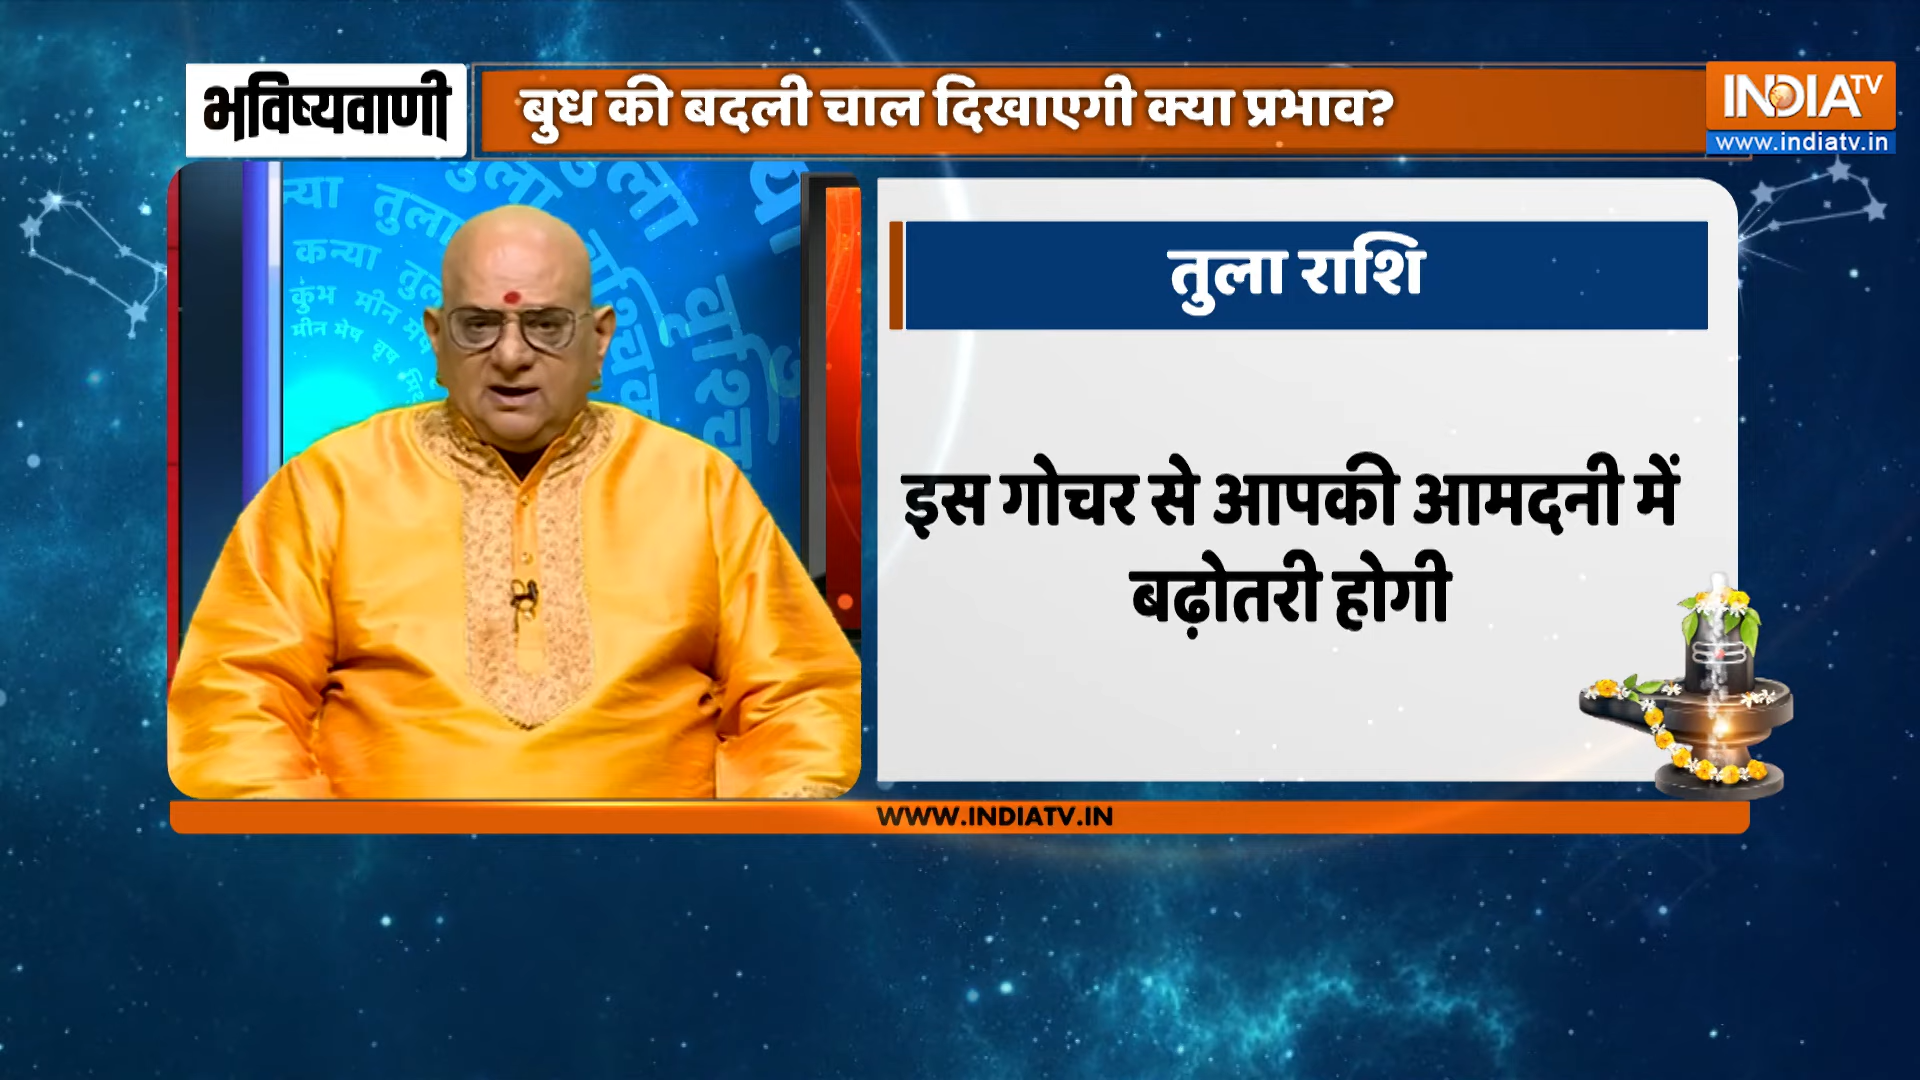 भविष्यवाणी
बुध की बदली चाल दिखाएगी क्या प्रभाव?
INDIA TV
www.indiatv.in
न्या तुला तुला तुला
कन्या तुल
कुंभ मीन मे
मीन मेष वृष
वृश्चिक
वृश्चि
तुला राशि
इस गोचर से आपकी आमदनी में
बढ़ोतरी होगी
WWW.INDIATV.IN